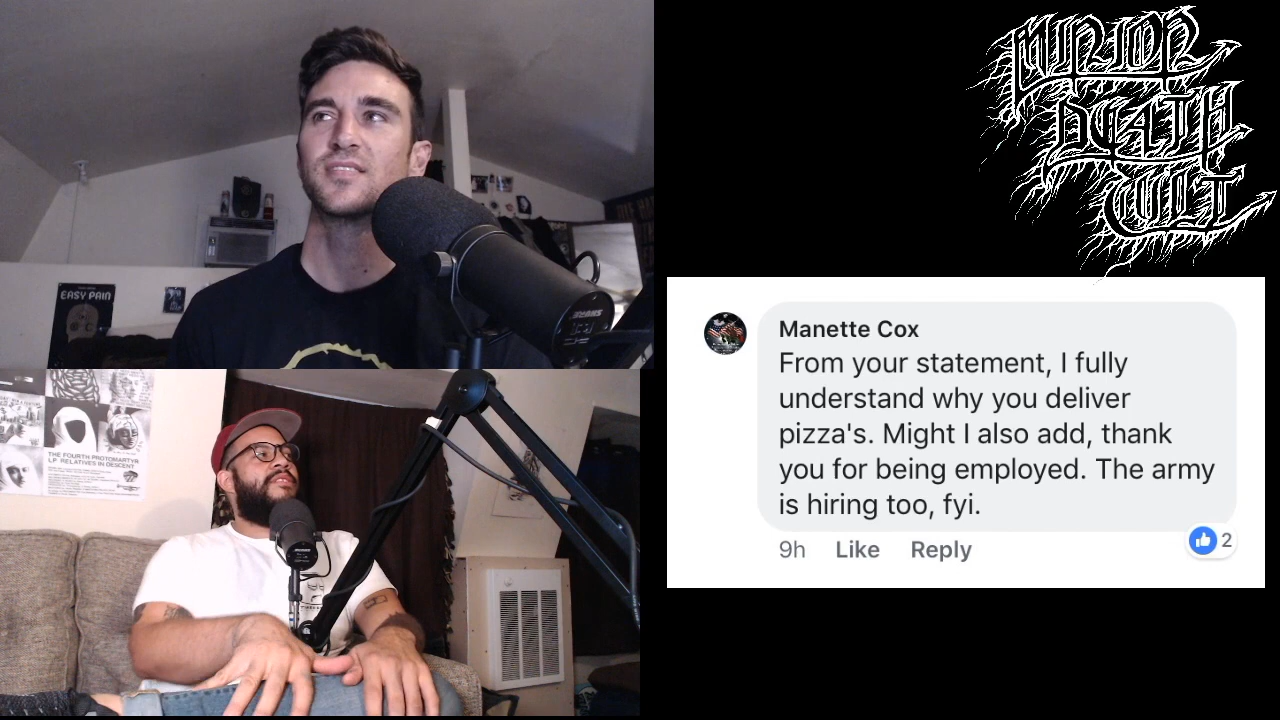 MINION
DEATH
CULT
EASY PAIN
THE FOURTH PROTOMARTYR
LP RELATIVES IN DESCENT
Manette Cox
From your statement, I fully
understand why you deliver
pizza's. Might I also add, thank
you for being employed. The army
is hiring too, fyi.
9h Like Reply
2